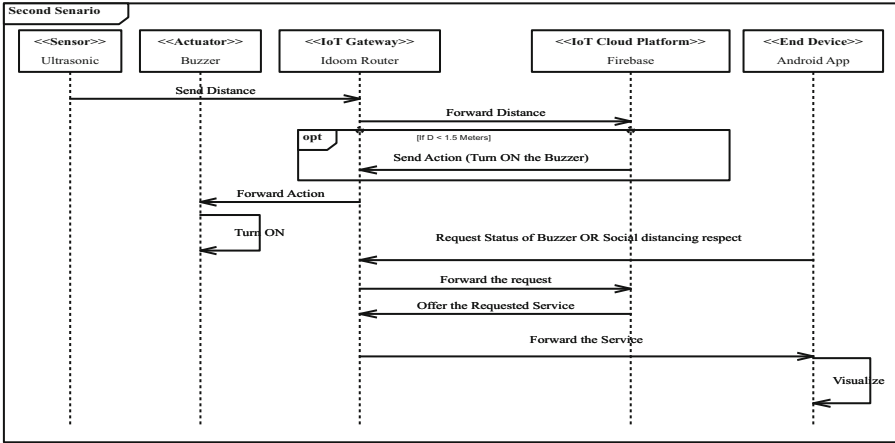 Second Senario
<<Sensor>>
Ultrasonic
<<Actuator>>
Buzzer
<<IoT Gateway>>
Idoom Router
<<IoT Cloud Platform>>
Firebase
<<End Device>>
Android App
Send Distance
Forward Distance
opt
[If D < 1.5 Meters]
Send Action (Turn ON the Buzzer)
Forward Action
Turn ON
Request Status of Buzzer OR Social distancing respect
Forward the request
Offer the Requested Service
Forward the Service
Visualize